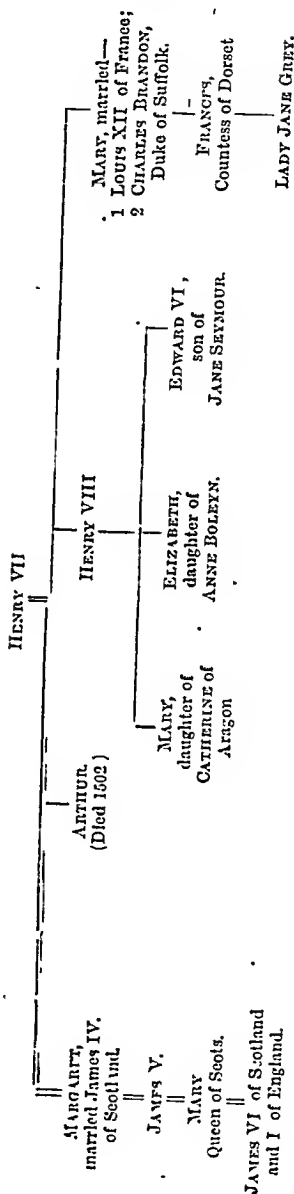 HENRY VII
MARGARET,
married James IV.
of Scotland.
JAMES V.
MARY
Queen of Scots.
JAMES VI of Scotland
and I of England.
ARTHUR.
(Died 1502)
HENRY VIII
MARY,
daughter of
CATHERINE of
Aragon
ELIZABETH,
daughter of
ANNE BOLEYN.
EDWARD VI,
son of
JANE SEYMOUR.
MARY, married—
1 LOUIS XII of France;
2 CHARLES BRANDON,
Duke of Suffolk.
FRANCES,
Countess of Dorset
LADY JANE GREY.